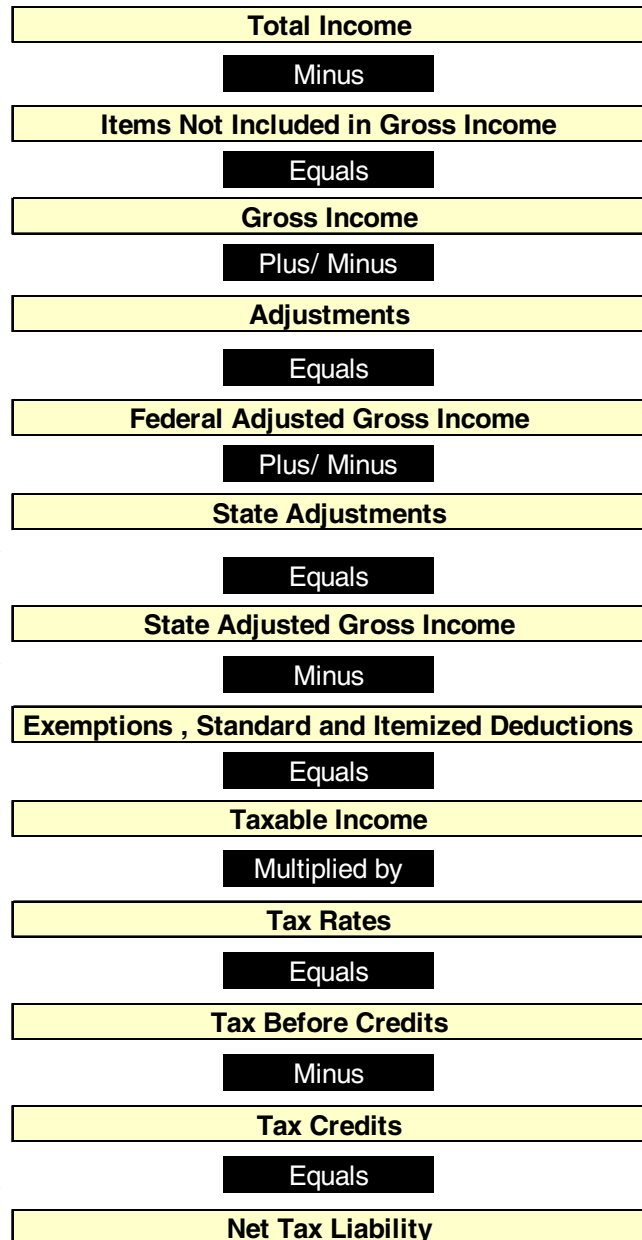 Total Income
Minus
Items Not Included in Gross Income
Equals
Gross Income
Plus/ Minus
Adjustments
Equals
Federal Adjusted Gross Income
Plus/ Minus
State Adjustments
Equals
State Adjusted Gross Income
Minus
Exemptions , Standard and Itemized Deductions
Equals
Taxable Income
Multiplied by
Tax Rates
Equals
Tax Before Credits
Minus
Tax Credits
Equals
Net Tax Liability